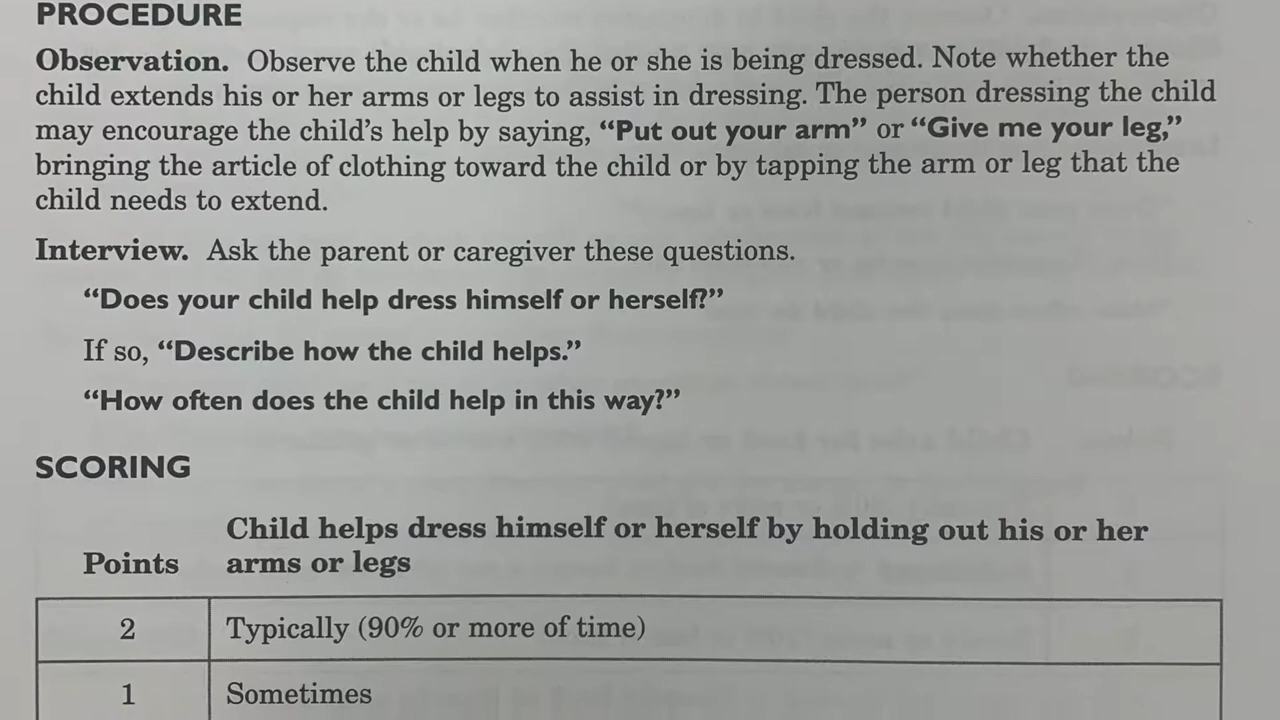 PROCEDURE
Observation. Observe the child when he or she is being dressed. Note whether the
child extends his or her arms or legs to assist in dressing. The person dressing the child
may encourage the child’s help by saying, “Put out your arm” or “Give me your leg,”
bringing the article of clothing toward the child or by tapping the arm or leg that the
child needs to extend.
Interview. Ask the parent or caregiver these questions.
“Does your child help dress himself or herself?”
If so, “Describe how the child helps.”
“How often does the child help in this way?”
SCORING
Child helps dress himself or herself by holding out his or her
Points arms or legs
2 Typically (90% or more of time)
1 Sometimes